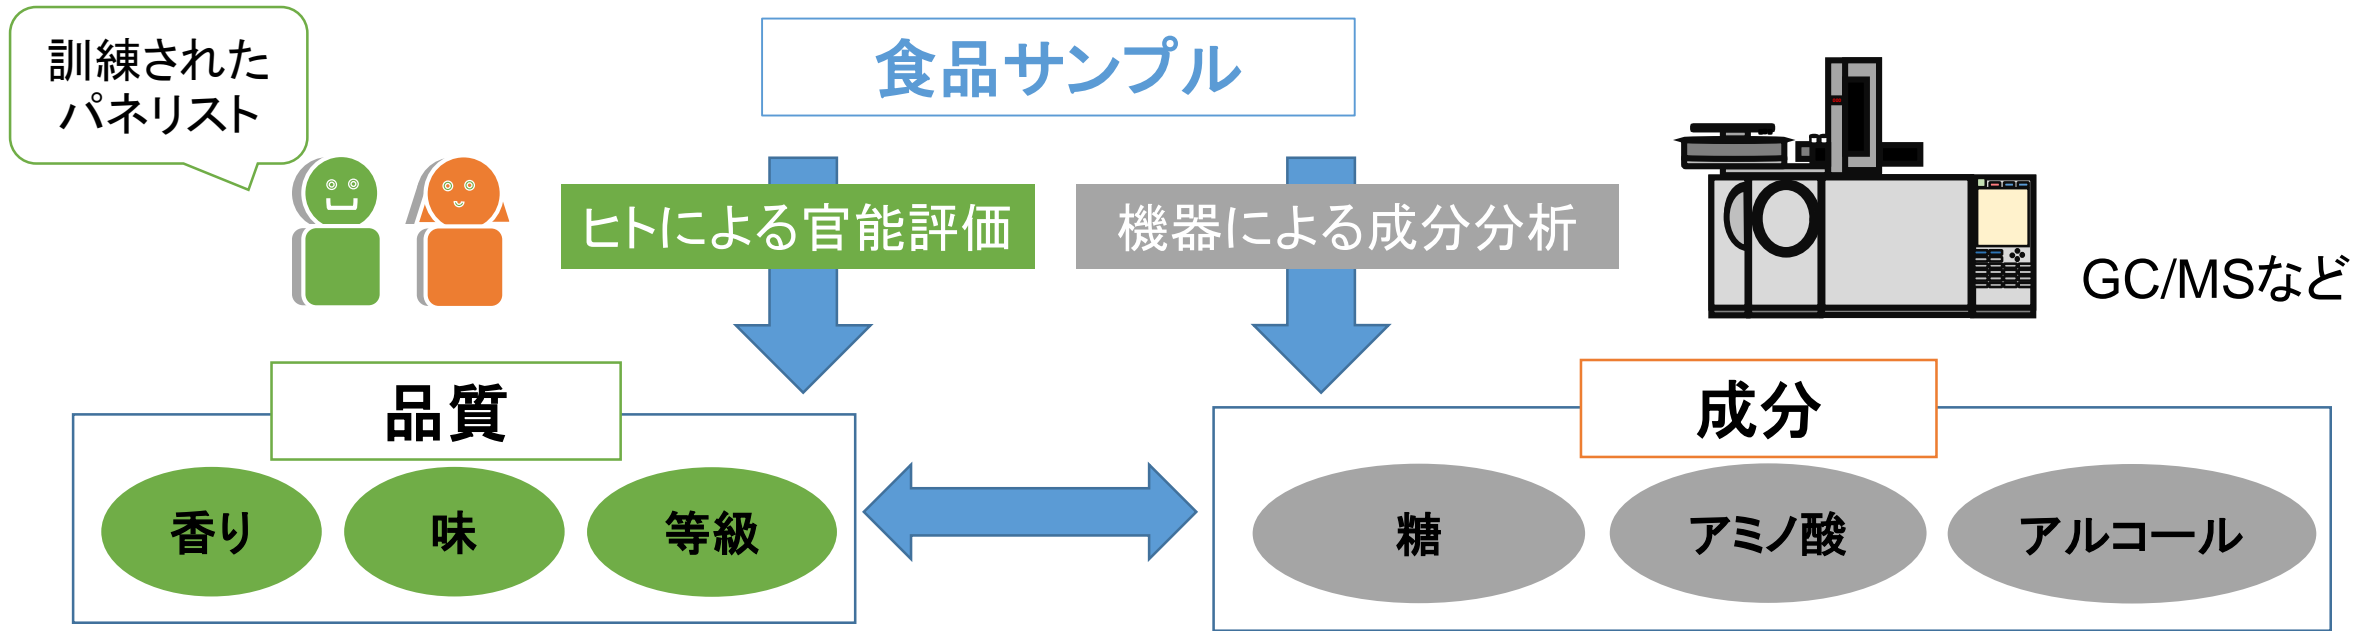 訓練された
パネリスト
食品サンプル
ヒトによる官能評価
機器による成分分析
GC/MSなど
品質
成分
香り
味
等級
糖
アミノ酸
アルコール